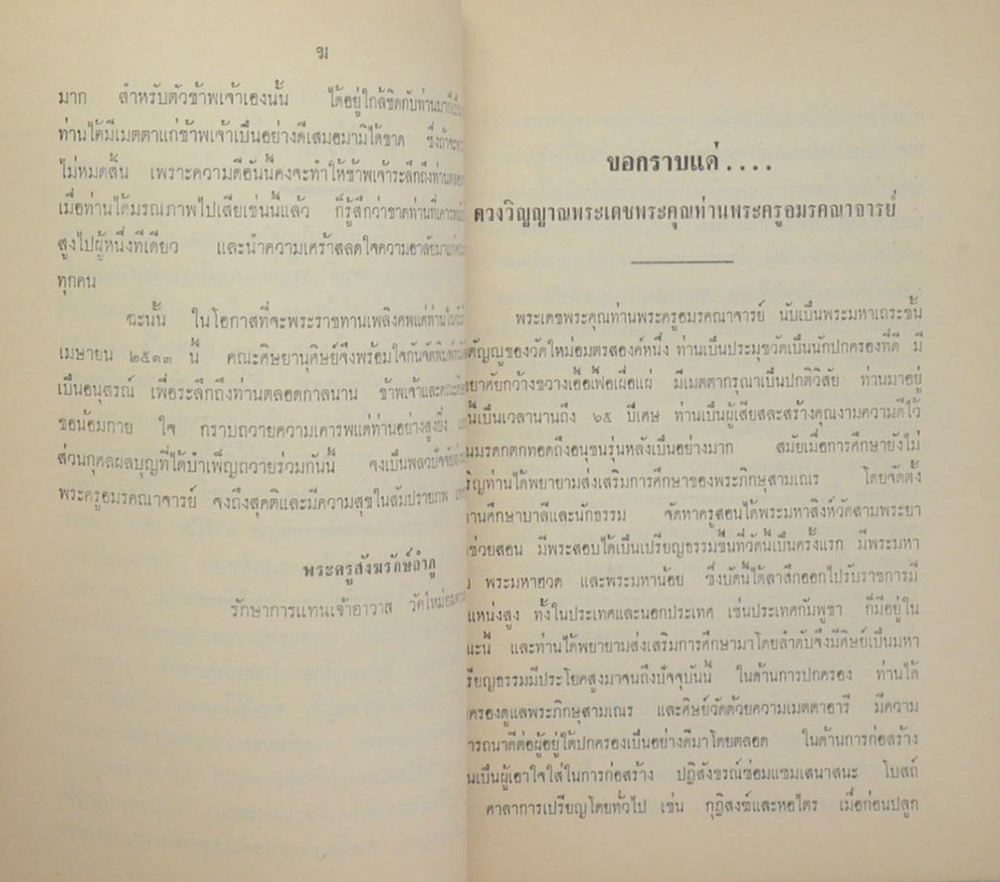 ฆ
มาก สำหรับตัวข้าพเจ้าเองนั้น ได้อยู่ใกล้ชิดกับท่านมา
ท่านได้มีเมตตาแก่ข้าพเจ้าเป็นอย่างดีเสมอมามิได้ขาด
ไม่หมดสิ้น เพราะความดีอันนี้คงจะทำให้ข้าพเจ้าระลึกถึงท่าน
เมื่อท่านได้มรณภาพไปเสียเช่นนี้แล้ว ก็รู้สึกว่าขาดท่านที่
สูงไปผู้หนึ่งทีเดียว และนำความเศร้าสลดใจความอาลัยมา
ทุกคน
ฉะนั้น ในโอกาสที่จะพระราชทานเพลิงศพแด่ท่าน
เมษายน ๒๕๑๓ นี้ คณะศิษยานุศิษย์จึงพร้อมใจกันจัดพิมพ์
เป็นอนุสรณ์ เพื่อระลึกถึงท่านตลอดกาลนาน ข้าพเจ้าและ
ขอน้อมกาย ใจ กราบถวายความเคารพแด่ท่านอย่างสูงยิ่ง
ส่วนกุศลผลบุญที่ได้บำเพ็ญถวายร่วมกันนี้ จงเป็นพลวปัจจัย
พระครูอมรคณาจารย์ จงถึงสุคติและมีความสุขในสัมปรายภพ
พระครูสังฆรักษ์ลำภู
รักษาการแทนเจ้าอาวาส วัดใหม่
ขอกราบแด่ . . . .
ดวงวิญญาณพระเดชพระคุณท่านพระครูอมรคณาจารย์
พระเดชพระคุณท่านพระครูอมรคณาจารย์ นับเป็นพระมหาเถระชั้น
ตัญญูของวัดใหม่อมตรสองค์หนึ่ง ท่านเป็นประมุขวัดเป็นนักปกครองที่ดี มี
ยาศัยกว้างขวางเอื้อเฟื้อเผื่อแผ่ มีเมตตากรุณาเป็นปกติวิสัย ท่านมาอยู่
นี้เป็นเวลานานถึง ๖๕ ปีเศษ ท่านเป็นผู้เสียสละสร้างคุณงามความดีไว้
นมรดกตกทอดถึงอนุชนรุ่นหลังเป็นอย่างมาก สมัยเมื่อการศึกษายังไม่
ริญท่านได้พยายามส่งเสริมการศึกษาของพระภิกษุสามเณร โดยจัดตั้ง
านศึกษาบาลีและนักธรรม จัดหาครูสอนได้พระมหาสิงห์วัดสามพระยา
ช่วยสอน มีพระสอบได้เป็นเปรียญธรรมขึ้นที่วัดนี้เป็นครั้งแรก มีพระมหา
พระมหาฮวด และพระมหาน้อย ซึ่งบัดนี้ได้ลาสึกออกไปรับราชการมี
แหน่งสูง ทั้งในประเทศและนอกประเทศ เช่นประเทศกัมพูชา ก็มีอยู่ใน
ณะนี้ และท่านได้พยายามส่งเสริมการศึกษามาโดยลำดับจึงมีศิษย์เป็นมหา
รียญธรรมมีประโยคสูงมาจนถึงปัจจุบันนี้ ในด้านการปกครอง ท่านได้
ครองดูแลพระภิกษุสามเณร และศิษย์วัดด้วยความเมตตาอารี มีความ
ารถนาดีต่อผู้อยู่ใต้ปกครองเป็นอย่างดีมาโดยตลอด ในด้านการก่อสร้าง
นเป็นผู้เอาใจใส่ในการก่อสร้าง ปฏิสังขรณ์ซ่อมแซมเสนาสนะ โบสถ์
ศาลาการเปรียญโดยทั่วไป เช่น กุฏิสงฆ์และหอไตร เมื่อก่อนปลูก